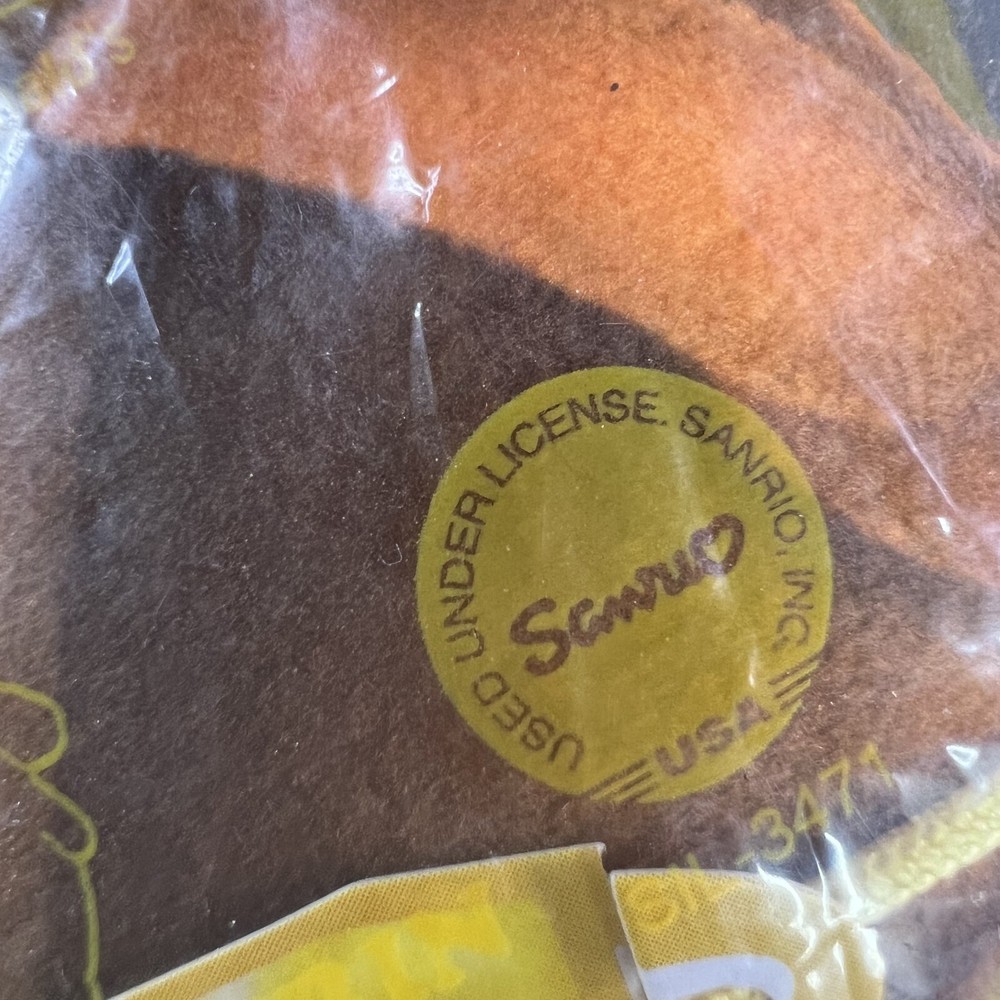 USED UNDER LICENSE. SANRIO, INC.
Sanrio
USA
-3471